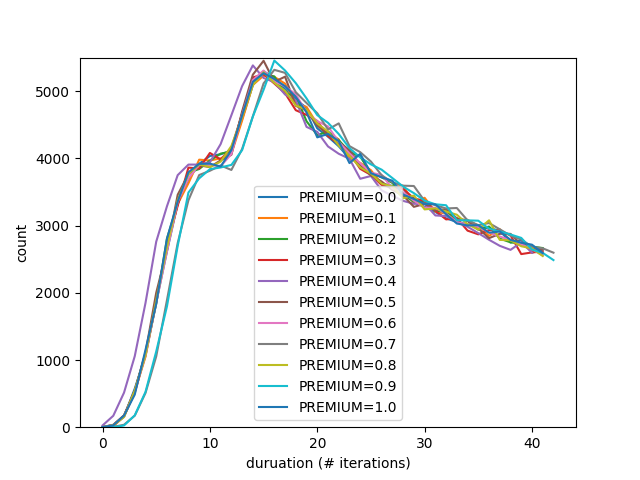 5000
4000
3000
2000
1000
0
count
PREMIUM=0.0
PREMIUM=0.1
PREMIUM=0.2
PREMIUM=0.3
PREMIUM=0.4
PREMIUM=0.5
PREMIUM=0.6
PREMIUM=0.7
PREMIUM=0.8
PREMIUM=0.9
PREMIUM=1.0
0 10 20 30 40
duruation (# iterations)